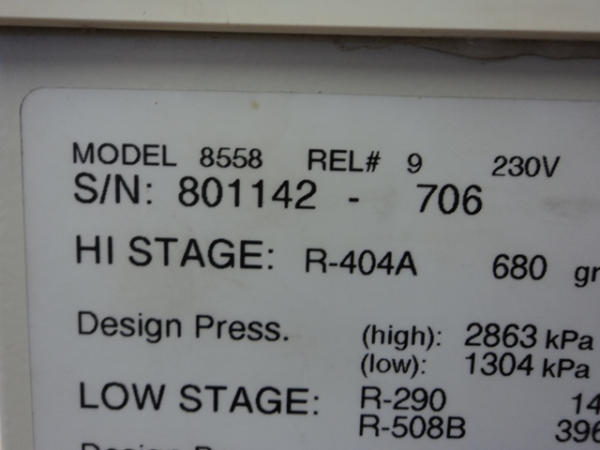 MODEL 8558 REL# 9 230V
S/N: 801142 - 706
HI STAGE: R-404A 680
Design Press. (high): 2863 kPa
(low): 1304 kPa
LOW STAGE: R-290
R-508B